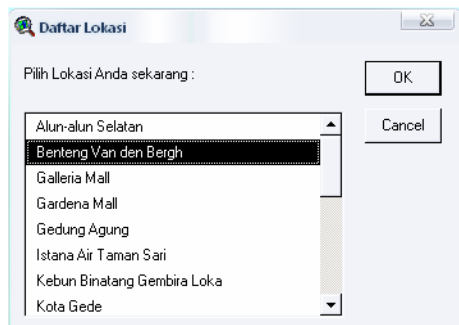 Daftar Lokasi
Pilih Lokasi Anda sekarang :
OK
Cancel
Alun-alun Selatan
Benteng Van den Bergh
Galleria Mall
Gardena Mall
Gedung Agung
Istana Air Taman Sari
Kebun Binatang Gembira Loka
Kota Gede